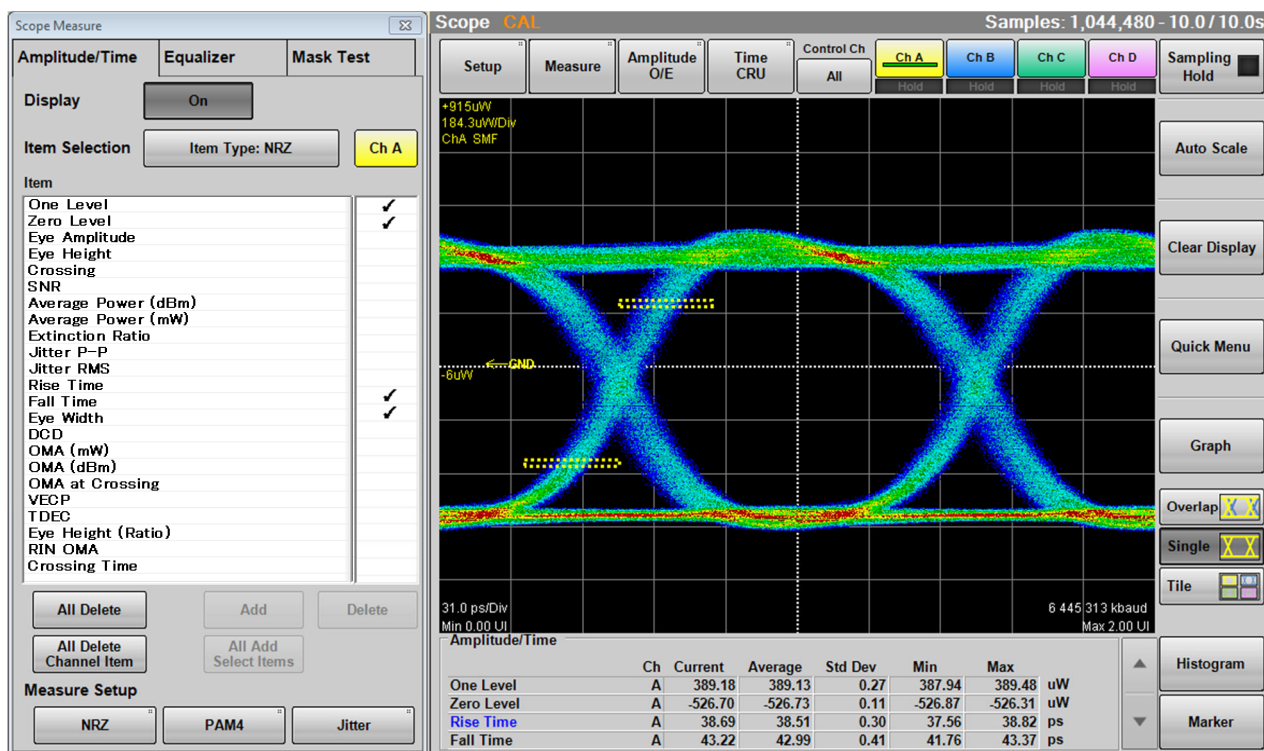 Scope Measure
Amplitude/Time Equalizer Mask Test
Display On
Item Selection Item Type: NRZ Ch A
Item
One Level ✓
Zero Level ✓
Eye Amplitude
Eye Height
Crossing
SNR
Average Power (dBm)
Average Power (mW)
Extinction Ratio
Jitter P-P
Jitter RMS
Rise Time
Fall Time ✓
Eye Width ✓
DCD
OMA (mW)
OMA (dBm)
OMA at Crossing
VECP
TDEC
Eye Height (Ratio)
RIN OMA
Crossing Time
All Delete Add Delete
All Delete
Channel Item
All Add
Select Items
Measure Setup
NRZ PAM4 Jitter
Scope CAL Samples: 1,044,480 - 10.0 / 10.0s
Setup
Measure
Amplitude
O/E
Time
CRU
Control Ch
All
Ch A
Hold
Ch B
Hold
Ch C
Hold
Ch D
Hold
Sampling
Hold
+915uW
184.3uW/Div
ChA SMF
←GND
-6uW
31.0 ps/Div
Min 0.00 UI
6 445 313 kbaud
Max 2.00 UI
Auto Scale
Clear Display
Quick Menu
Graph
Overlap
Single
Tile
Histogram
Marker
Amplitude/Time
Ch Current Average Std Dev Min Max
One Level A 389.18 389.13 0.27 387.94 389.48 uW
Zero Level A -526.70 -526.73 0.11 -526.87 -526.31 uW
Rise Time A 38.69 38.51 0.30 37.56 38.82 ps
Fall Time A 43.22 42.99 0.41 41.76 43.37 ps